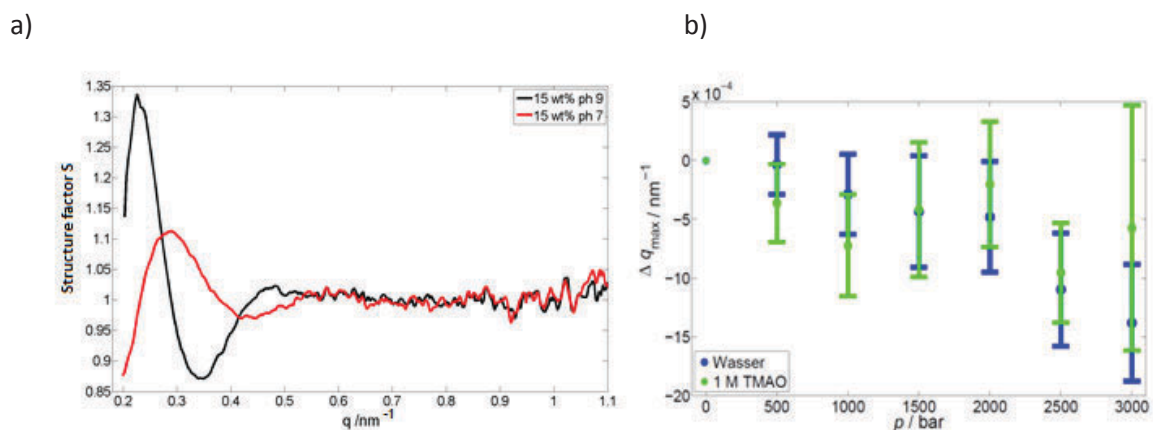 a)
b)
Structure factor S
1.35
1.3
1.25
1.2
1.15
1.1
1.05
1
0.95
0.9
0.85
15 wt% ph 9
15 wt% ph 7
0.2 0.3 0.4 0.5 0.6 0.7 0.8 0.9 1 1.1
q /nm⁻¹
Δ qmax / nm⁻¹
5 × 10⁻⁴
0
−5
−10
−15
−20
Wasser
1 M TMAO
0 500 1000 1500 2000 2500 3000
p / bar